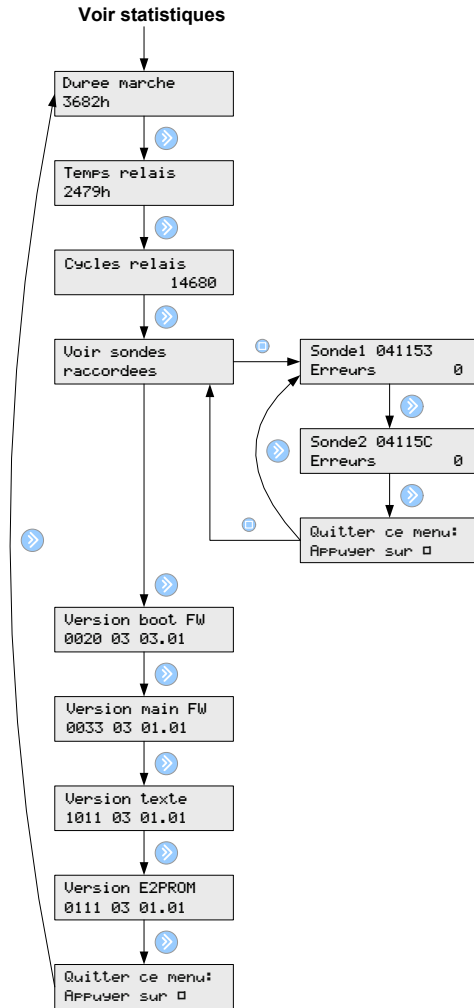 Voir statistiques
Duree marche
3682h
Temps relais
2479h
Cycles relais
14680
Voir sondes
raccordees
Sonde1 041153
Erreurs 0
Sonde2 04115C
Erreurs 0
Quitter ce menu:
Appuyer sur □
Version boot FW
0020 03 03.01
Version main FW
0033 03 01.01
Version texte
1011 03 01.01
Version E2PROM
0111 03 01.01
Quitter ce menu:
Appuyer sur □